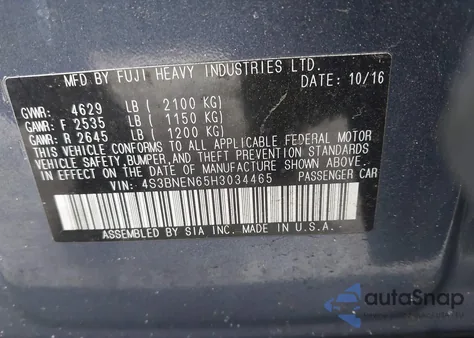 MFD BY FUJI HEAVY INDUSTRIES LTD.
DATE: 10/16
GVWR: 4629 LB ( 2100 KG)
GAWR: F 2535 LB ( 1150 KG)
GAWR: R 2645 LB ( 1200 KG)
THIS VEHICLE CONFORMS TO ALL APPLICABLE FEDERAL MOTOR
VEHICLE SAFETY, BUMPER, AND THEFT PREVENTION STANDARDS
IN EFFECT ON THE DATE OF MANUFACTURE SHOWN ABOVE.
VIN: 4S3BNEN65H3034465 PASSENGER CAR
ASSEMBLED BY SIA INC. MADE IN U.S.A.
autoSnap